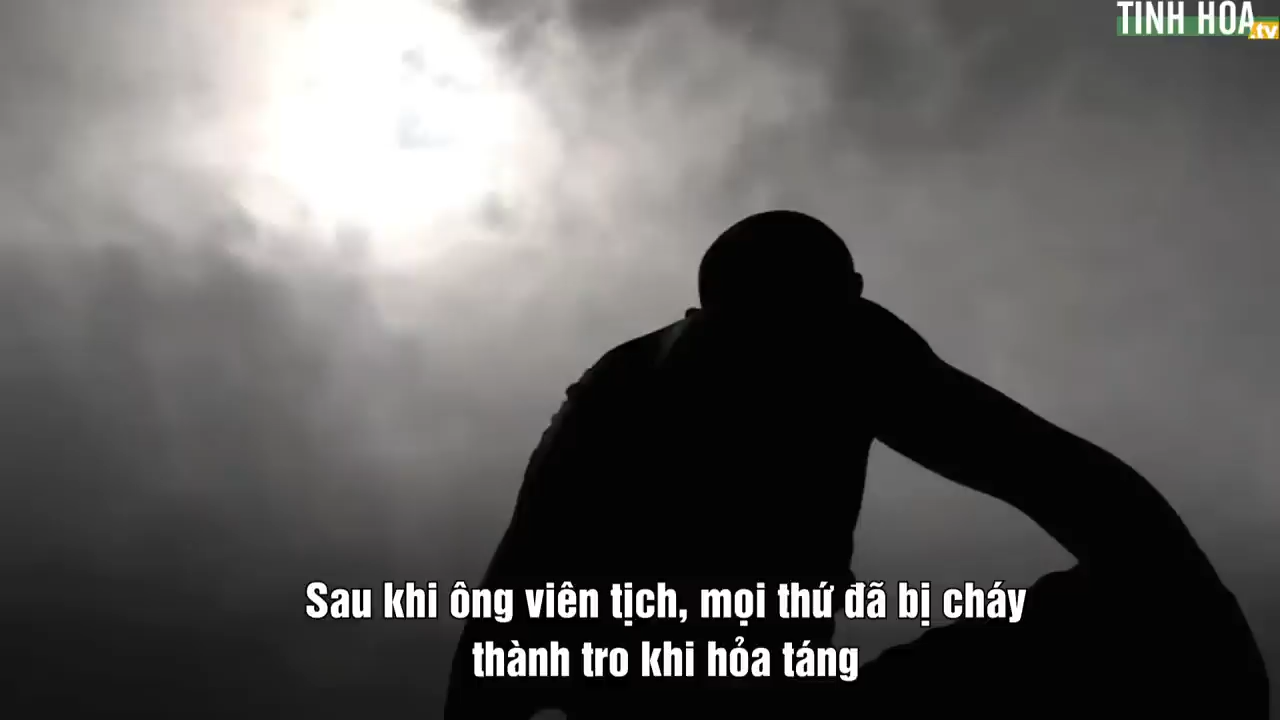 TINH HOA
.tv
Sau khi ông viên tịch, mọi thứ đã bị cháy
thành tro khi hỏa táng